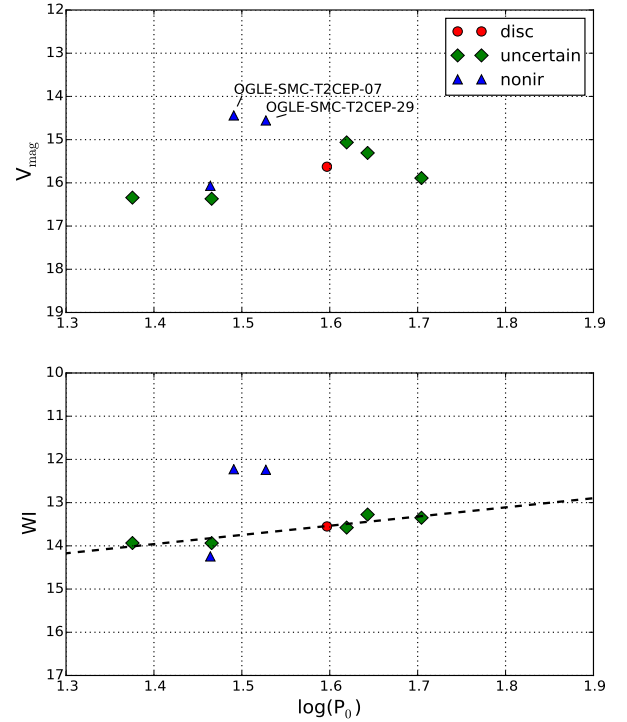 12
13
14
15
16
17
18
19
V_mag
1.3 1.4 1.5 1.6 1.7 1.8 1.9
disc
uncertain
nonir
OGLE-SMC-T2CEP-07
OGLE-SMC-T2CEP-29
10
11
12
13
14
15
16
17
WI
1.3 1.4 1.5 1.6 1.7 1.8 1.9
log(P_0)